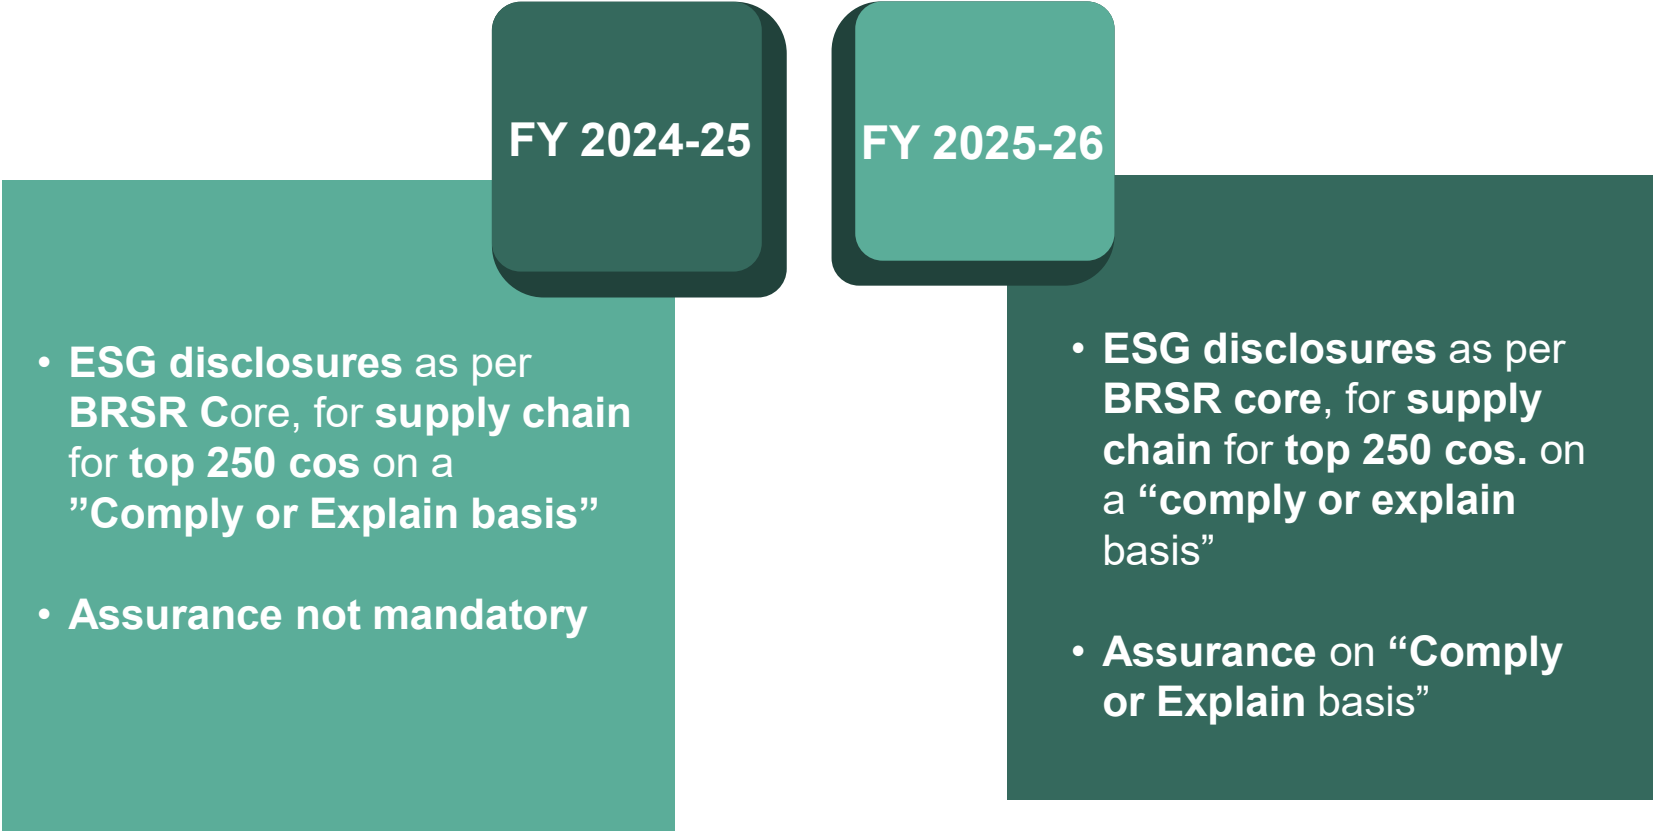 FY 2024-25
• ESG disclosures as per
BRSR Core, for supply chain
for top 250 cos on a
”Comply or Explain basis”
• Assurance not mandatory
FY 2025-26
• ESG disclosures as per
BRSR core, for supply
chain for top 250 cos. on
a “comply or explain
basis”
• Assurance on “Comply
or Explain basis”